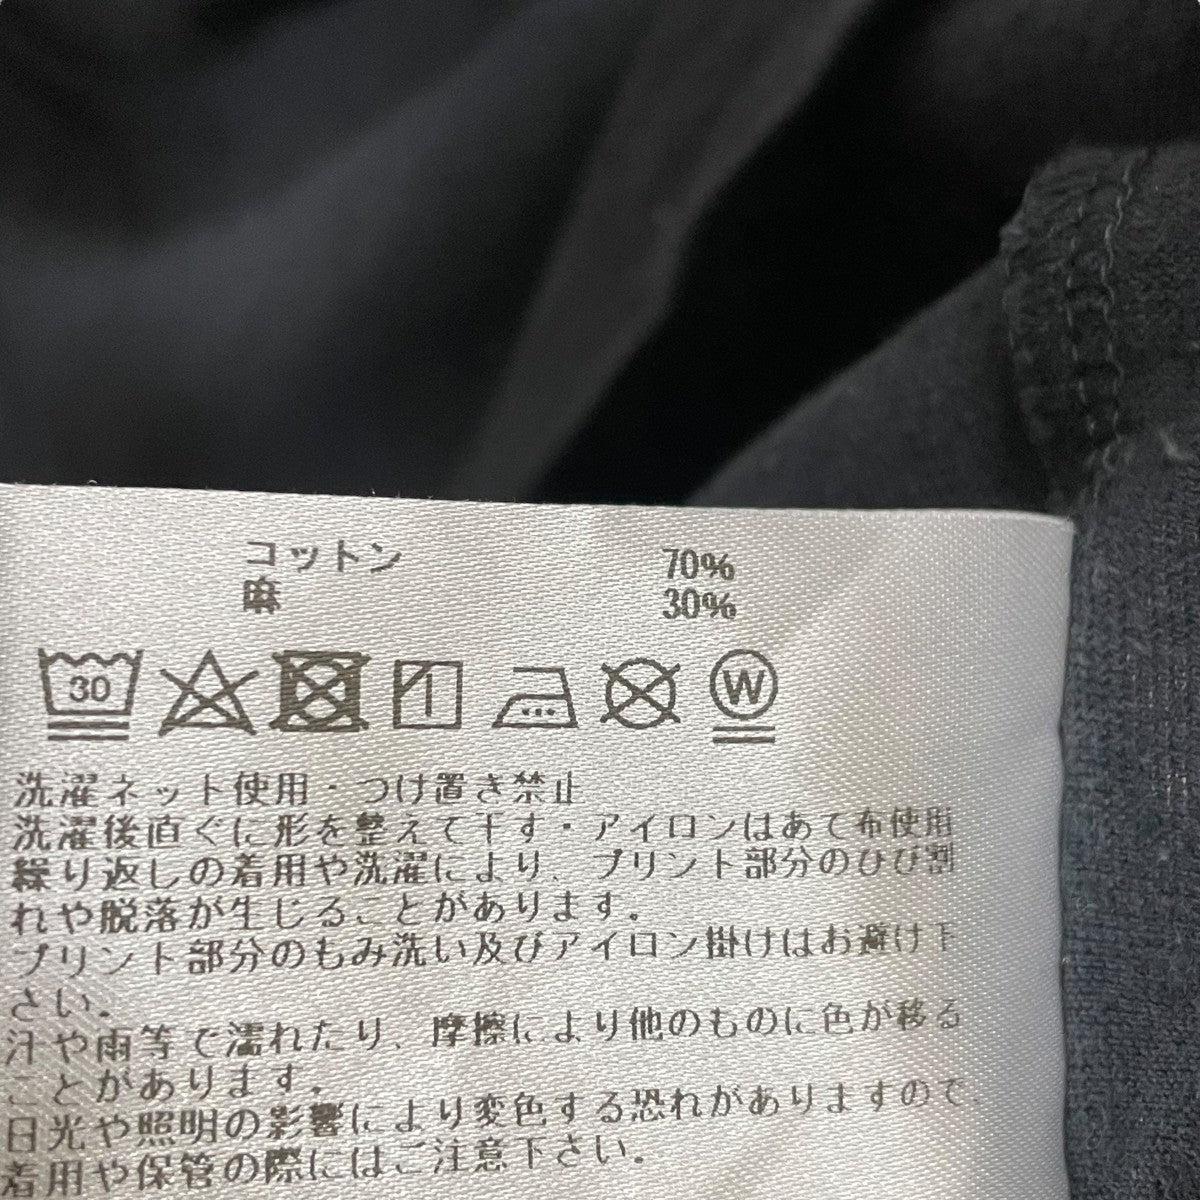 コットン 70%
麻 30%
30 W
洗濯ネット使用・つけ置き禁止
洗濯後直ぐに形を整えて干す・アイロンはあて布使用
繰り返しの着用や洗濯により、プリント部分のひび割
れや脱落が生じることがあります。
プリント部分のもみ洗い及びアイロン掛けはお避け下
さい。
汗や雨等で濡れたり、摩擦により他のものに色が移る
ことがあります。
日光や照明の影響により変色する恐れがありますので、
着用や保管の際にはご注意下さい。